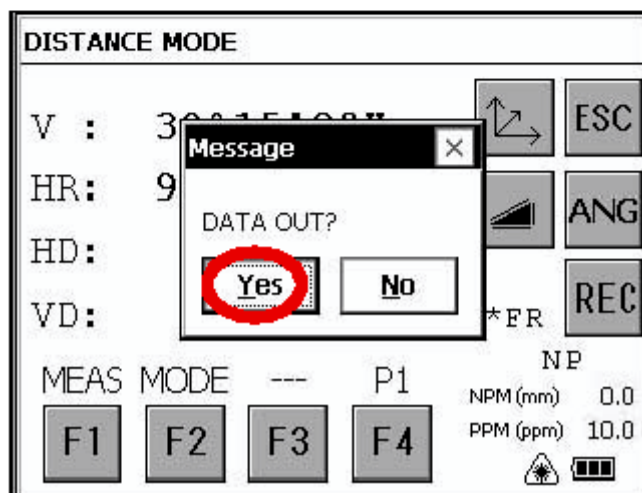 DISTANCE MODE
V :
HR: 9
HD:
VD:
Message
DATA OUT?
Yes No
ESC
ANG
REC
*FR
NP
MEAS MODE --- P1
NPM (mm) 0.0
PPM (ppm) 10.0
F1 F2 F3 F4